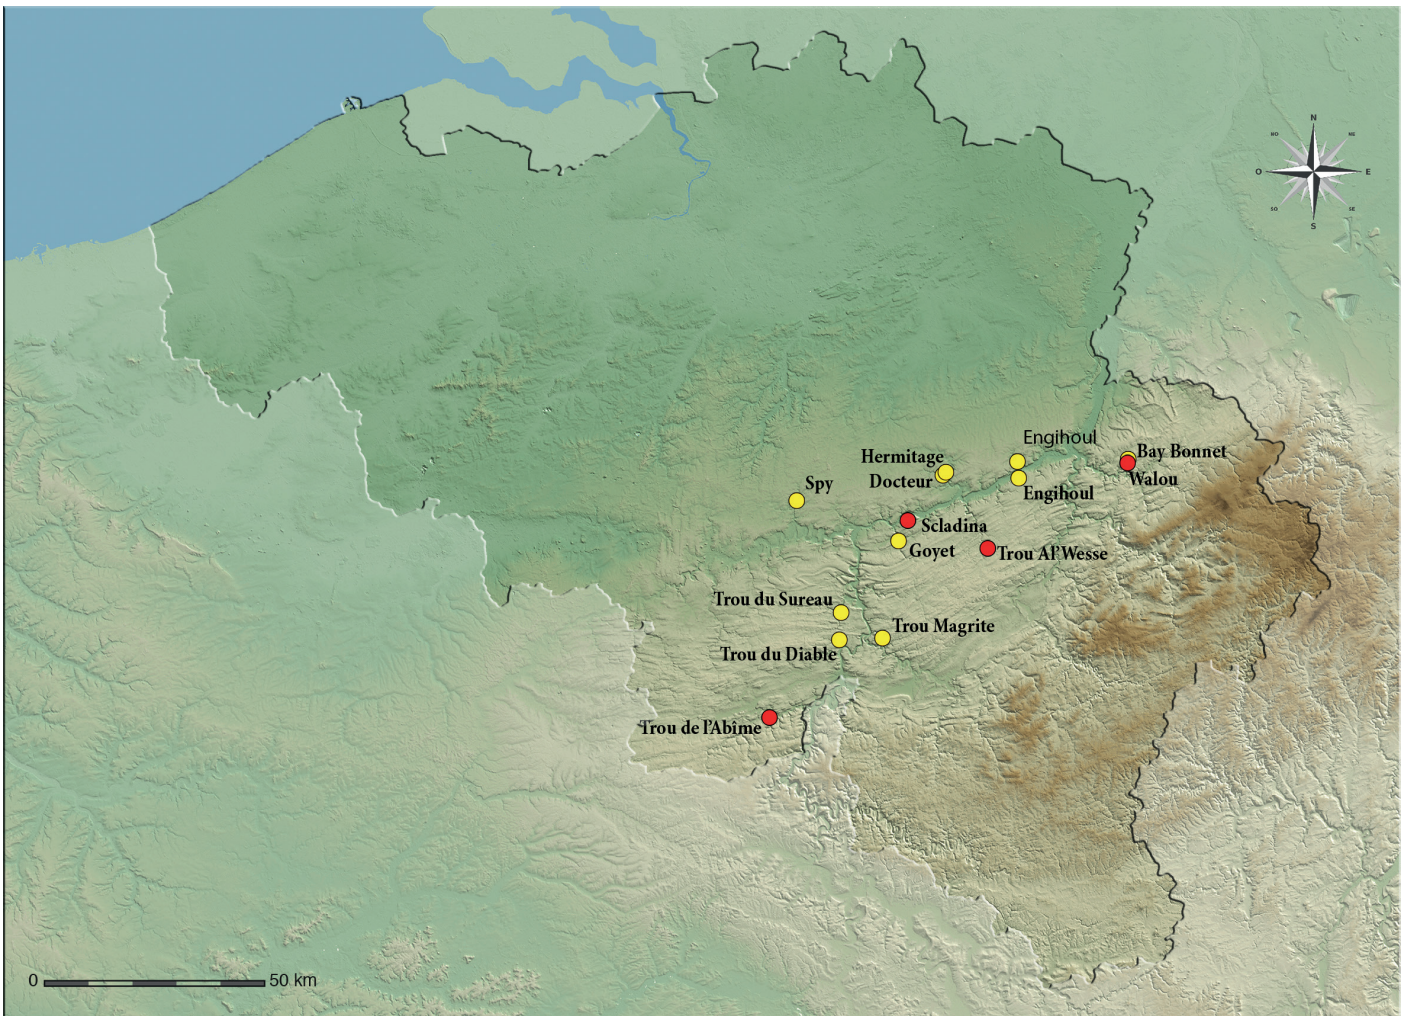 N
NO
NE
O
E
SO
SE
S
Engihoul
Hermitage
Bay Bonnet
Docteur
Walou
Spy
Engihoul
Scladina
Goyet
Trou Al'Wesse
Trou du Sureau
Trou Magrite
Trou du Diable
Trou de l'Abîme
0
50 km